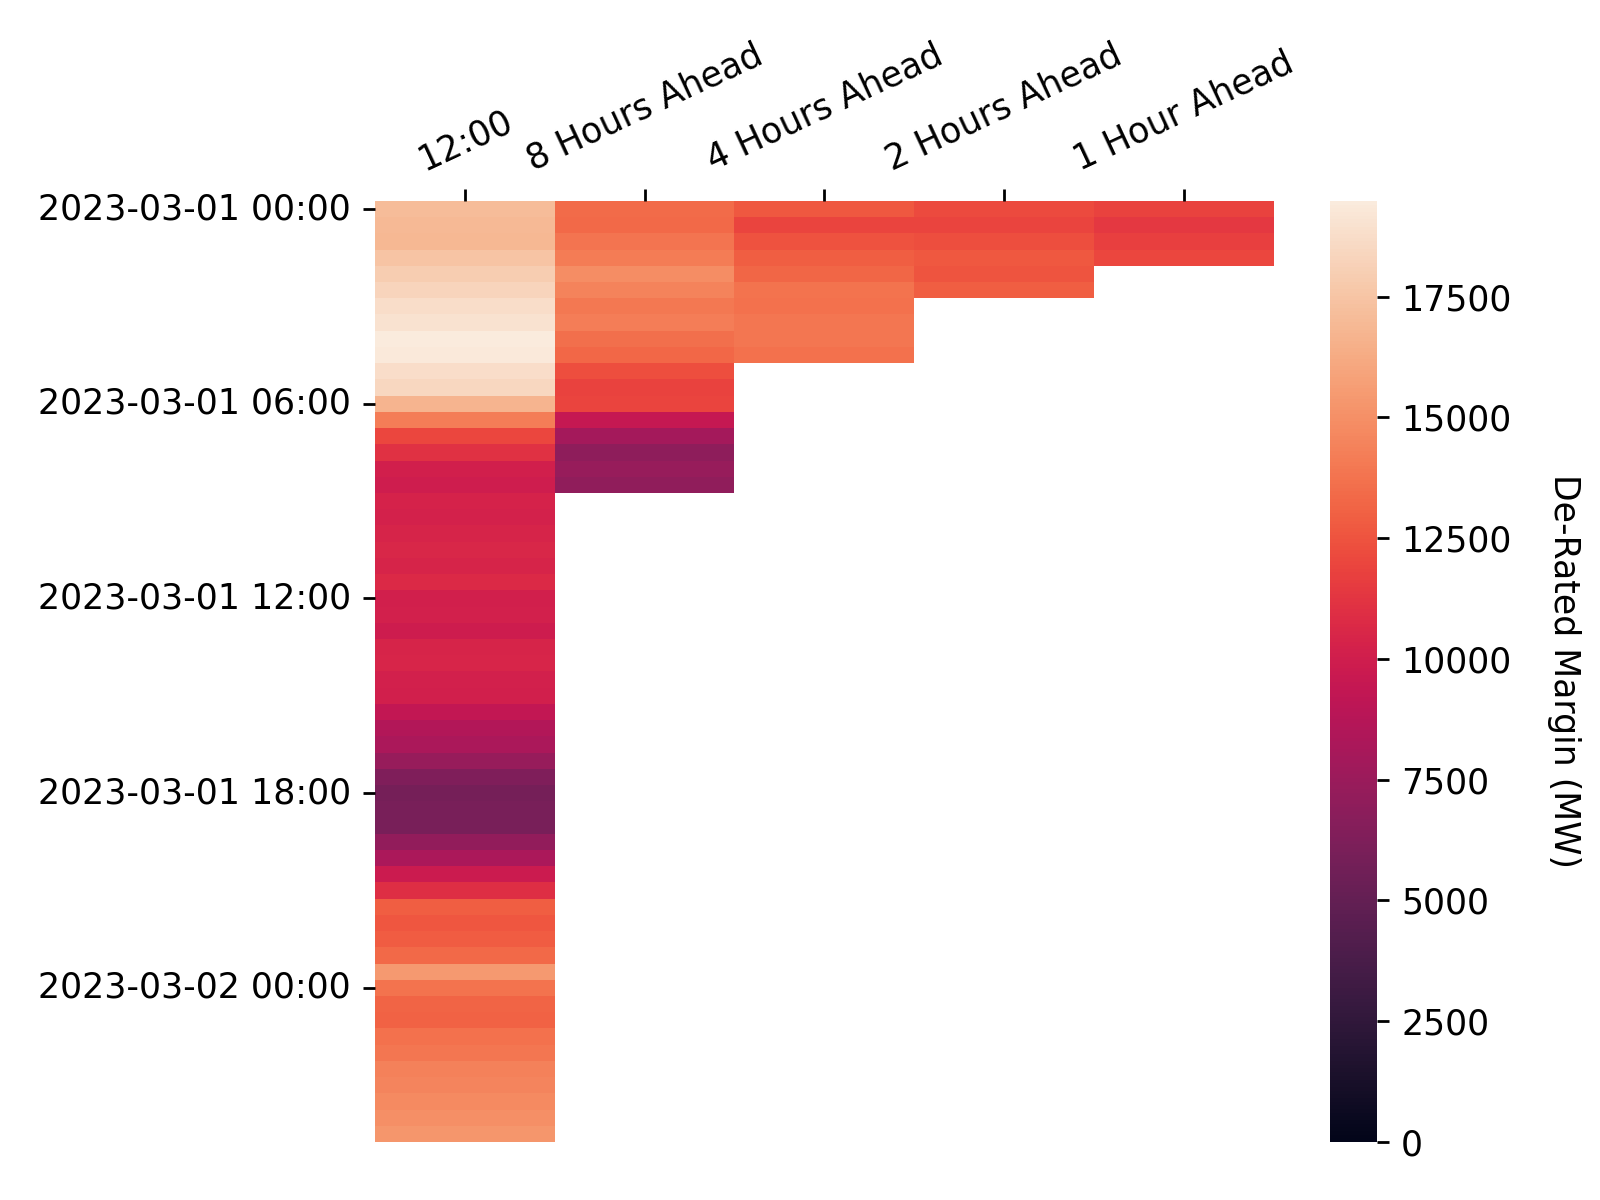 12:00
8 Hours Ahead
4 Hours Ahead
2 Hours Ahead
1 Hour Ahead
2023-03-01 00:00
2023-03-01 06:00
2023-03-01 12:00
2023-03-01 18:00
2023-03-02 00:00
17500
15000
12500
10000
7500
5000
2500
0
De-Rated Margin (MW)